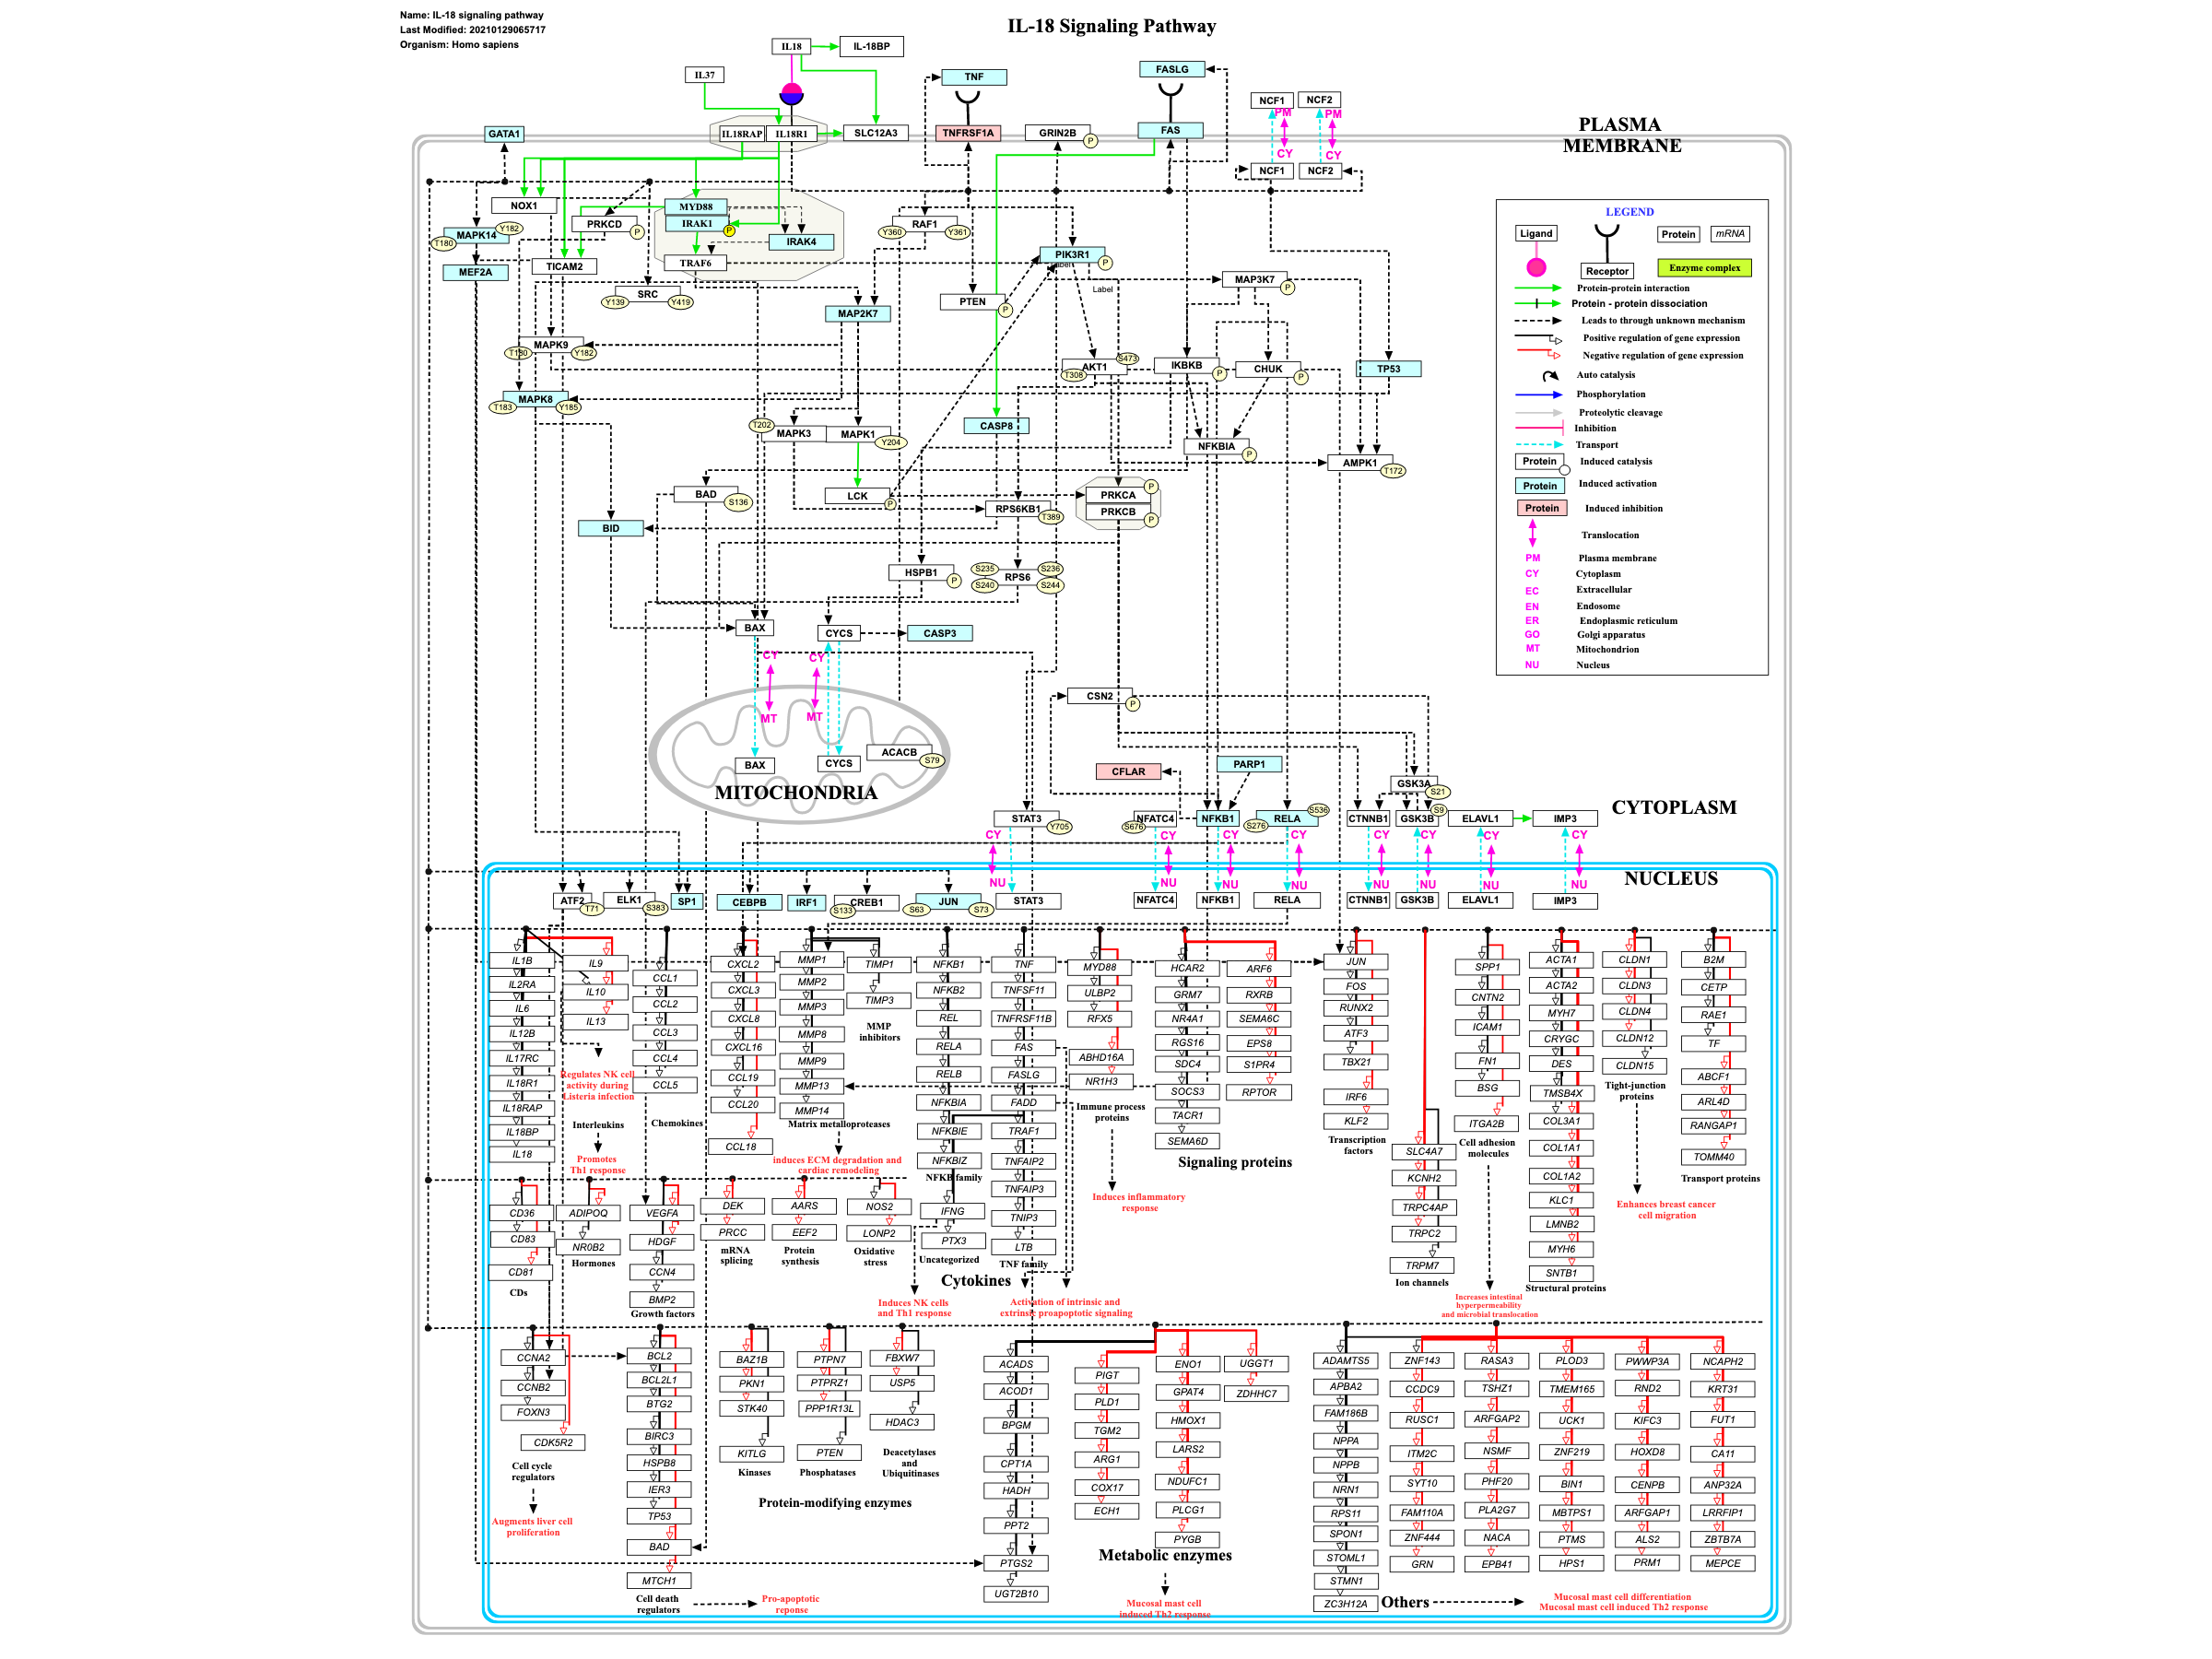 Name: IL-18 signaling pathway
Last Modified: 20210129065717
Organism: Homo sapiens
IL-18 Signaling Pathway
IL18
IL-18BP
IL37
TNF
FASLG
NCF1
NCF2
PM
PM
CY
CY
GATA1
IL18RAP
IL18R1
SLC12A3
TNFRSF1A
GRIN2B
P
FAS
PLASMA
MEMBRANE
NCF1
NCF2
NOX1
MYD88
IRAK1
P
IRAK4
TRAF6
PRKCD
P
RAF1
Y360
Y361
MAPK14
Y182
T180
MEF2A
TICAM2
SRC
Y139
Y419
PIK3R1
P
Label
Label
MAP3K7
P
PTEN
P
MAP2K7
MAPK9
T180
Y182
MAPK8
T183
Y185
AKT1
S473
T308
IKBKB
P
CHUK
P
TP53
T202
MAPK3
MAPK1
Y204
CASP8
NFKBIA
P
AMPK1
T172
BAD
S136
LCK
P
RPS6KB1
T389
PRKCA
P
PRKCB
P
BID
HSPB1
P
RPS6
S235
S236
S240
S244
BAX
CYCS
CASP3
CY
CY
MT
MT
BAX
CYCS
ACACB
S79
MITOCHONDRIA
CSN2
P
CFLAR
PARP1
GSK3A
S21
CYTOPLASM
STAT3
Y705
NFATC4
S676
NFKB1
RELA
S536
S276
CTNNB1
GSK3B
S9
ELAVL1
IMP3
CY
CY
CY
CY
CY
CY
CY
CY
NU
NU
NU
NU
NU
NU
NU
NU
NUCLEUS
ATF2
T71
ELK1
S383
SP1
CEBPB
IRF1
CREB1
S133
JUN
S63
S73
STAT3
NFATC4
NFKB1
RELA
CTNNB1
GSK3B
ELAVL1
IMP3
LEGEND
Ligand
Receptor
Protein
mRNA
Enzyme complex
Protein-protein interaction
Protein - protein dissociation
Leads to through unknown mechanism
Positive regulation of gene expression
Negative regulation of gene expression
Auto catalysis
Phosphorylation
Proteolytic cleavage
Inhibition
Transport
Protein
Induced catalysis
Protein
Induced activation
Protein
Induced inhibition
Translocation
PM Plasma membrane
CY Cytoplasm
EC Extracellular
EN Endosome
ER Endoplasmic reticulum
GO Golgi apparatus
MT Mitochondrion
NU Nucleus
IL1B
IL2RA
IL6
IL12B
IL17RC
IL18R1
IL18RAP
IL18BP
IL18
IL9
IL10
IL13
Regulates NK cell
activity during
Listeria infection
Interleukins
Promotes
Th1 response
CCL1
CCL2
CCL3
CCL4
CCL5
Chemokines
CXCL2
CXCL3
CXCL8
CXCL16
CCL19
CCL20
CCL18
MMP1
MMP2
MMP3
MMP8
MMP9
MMP13
MMP14
Matrix metalloproteases
induces ECM degradation and
cardiac remodeling
TIMP1
TIMP3
MMP
inhibitors
NFKB1
NFKB2
REL
RELA
RELB
NFKBIA
NFKBIE
NFKBIZ
NFKB family
IFNG
PTX3
Uncategorized
TNF
TNFSF11
TNFRSF11B
FAS
FASLG
FADD
TRAF1
TNFAIP2
TNFAIP3
TNIP3
LTB
TNF family
Cytokines
Induces NK cells
and Th1 response
Activation of intrinsic and
extrinsic proapoptotic signaling
MYD88
ULBP2
RFX5
ABHD16A
NR1H3
Immune process
proteins
Induces inflammatory
response
HCAR2
GRM7
NR4A1
RGS16
SDC4
SOCS3
TACR1
SEMA6D
ARF6
RXRB
SEMA6C
EPS8
S1PR4
RPTOR
Signaling proteins
JUN
FOS
RUNX2
ATF3
TBX21
IRF6
KLF2
Transcription
factors
SLC4A7
KCNH2
TRPC4AP
TRPC2
TRPM7
Ion channels
SPP1
CNTN2
ICAM1
FN1
BSG
ITGA2B
Cell adhesion
molecules
Increases intestinal
hyperpermeability
and microbial translocation
ACTA1
ACTA2
MYH7
CRYGC
DES
TMSB4X
COL3A1
COL1A1
COL1A2
KLC1
LMNB2
MYH6
SNTB1
Structural proteins
CLDN1
CLDN3
CLDN4
CLDN12
CLDN15
Tight-junction
proteins
Enhances breast cancer
cell migration
B2M
CETP
RAE1
TF
ABCF1
ARL4D
RANGAP1
TOMM40
Transport proteins
CD36
CD83
CD81
CDs
ADIPOQ
NR0B2
Hormones
VEGFA
HDGF
CCN4
BMP2
Growth factors
DEK
PRCC
mRNA
splicing
AARS
EEF2
Protein
synthesis
NOS2
LONP2
Oxidative
stress
CCNA2
CCNB2
FOXN3
CDK5R2
Cell cycle
regulators
Augments liver cell
proliferation
BCL2
BCL2L1
BTG2
BIRC3
HSPB8
IER3
TP53
BAD
MTCH1
Cell death
regulators
Pro-apoptotic
reponse
BAZ1B
PKN1
STK40
KITLG
Kinases
PTPN7
PTPRZ1
PPP1R13L
PTEN
Phosphatases
FBXW7
USP5
HDAC3
Deacetylases
and
Ubiquitinases
Protein-modifying enzymes
ACADS
ACOD1
BPGM
CPT1A
HADH
PPT2
PTGS2
UGT2B10
PIGT
PLD1
TGM2
ARG1
COX17
ECH1
ENO1
GPAT4
HMOX1
LARS2
NDUFC1
PLCG1
PYGB
UGGT1
ZDHHC7
Metabolic enzymes
Mucosal mast cell
induced Th2 response
ADAMTS5
APBA2
FAM186B
NPPA
NPPB
NRN1
RPS11
SPON1
STOML1
STMN1
ZC3H12A
ZNF143
CCDC9
RUSC1
ITM2C
SYT10
FAM110A
ZNF444
GRN
RASA3
TSHZ1
ARFGAP2
NSMF
PHF20
PLA2G7
NACA
EPB41
PLOD3
TMEM165
UCK1
ZNF219
BIN1
MBTPS1
PTMS
HPS1
PWWP3A
RND2
KIFC3
HOXD8
CENPB
ARFGAP1
ALS2
PRM1
NCAPH2
KRT31
FUT1
CA11
ANP32A
LRRFIP1
ZBTB7A
MEPCE
Others
Mucosal mast cell differentiation
Mucosal mast cell induced Th2 response